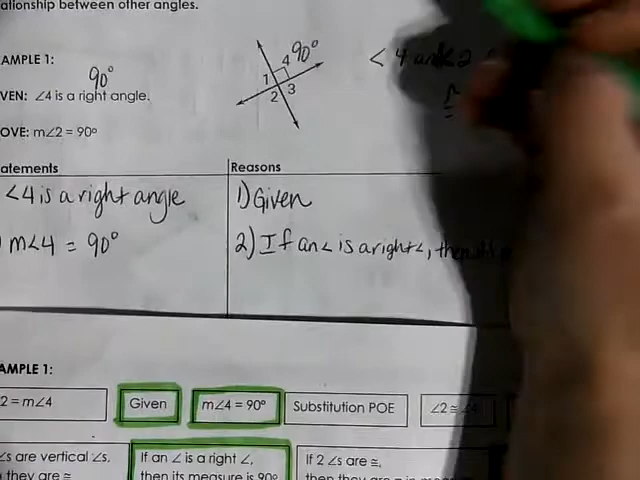 ationship between other angles.
AMPLE 1:
90°
VEN: ∠4 is a right angle.
OVE: m∠2 = 90°
4 90°
1
2 3
∠4 and 2
atements
Reasons
∠4 is a right angle
1) Given
m∠4 = 90°
2) If an ∠ is a right ∠, then
AMPLE 1:
2 = m∠4
Given
m∠4 = 90°
Substitution POE
∠2 ≅ ∠4
∠s are vertical ∠s,
they are ≅
If an ∠ is a right ∠,
then its measure is 90°
If 2 ∠s are ≅,
then they are